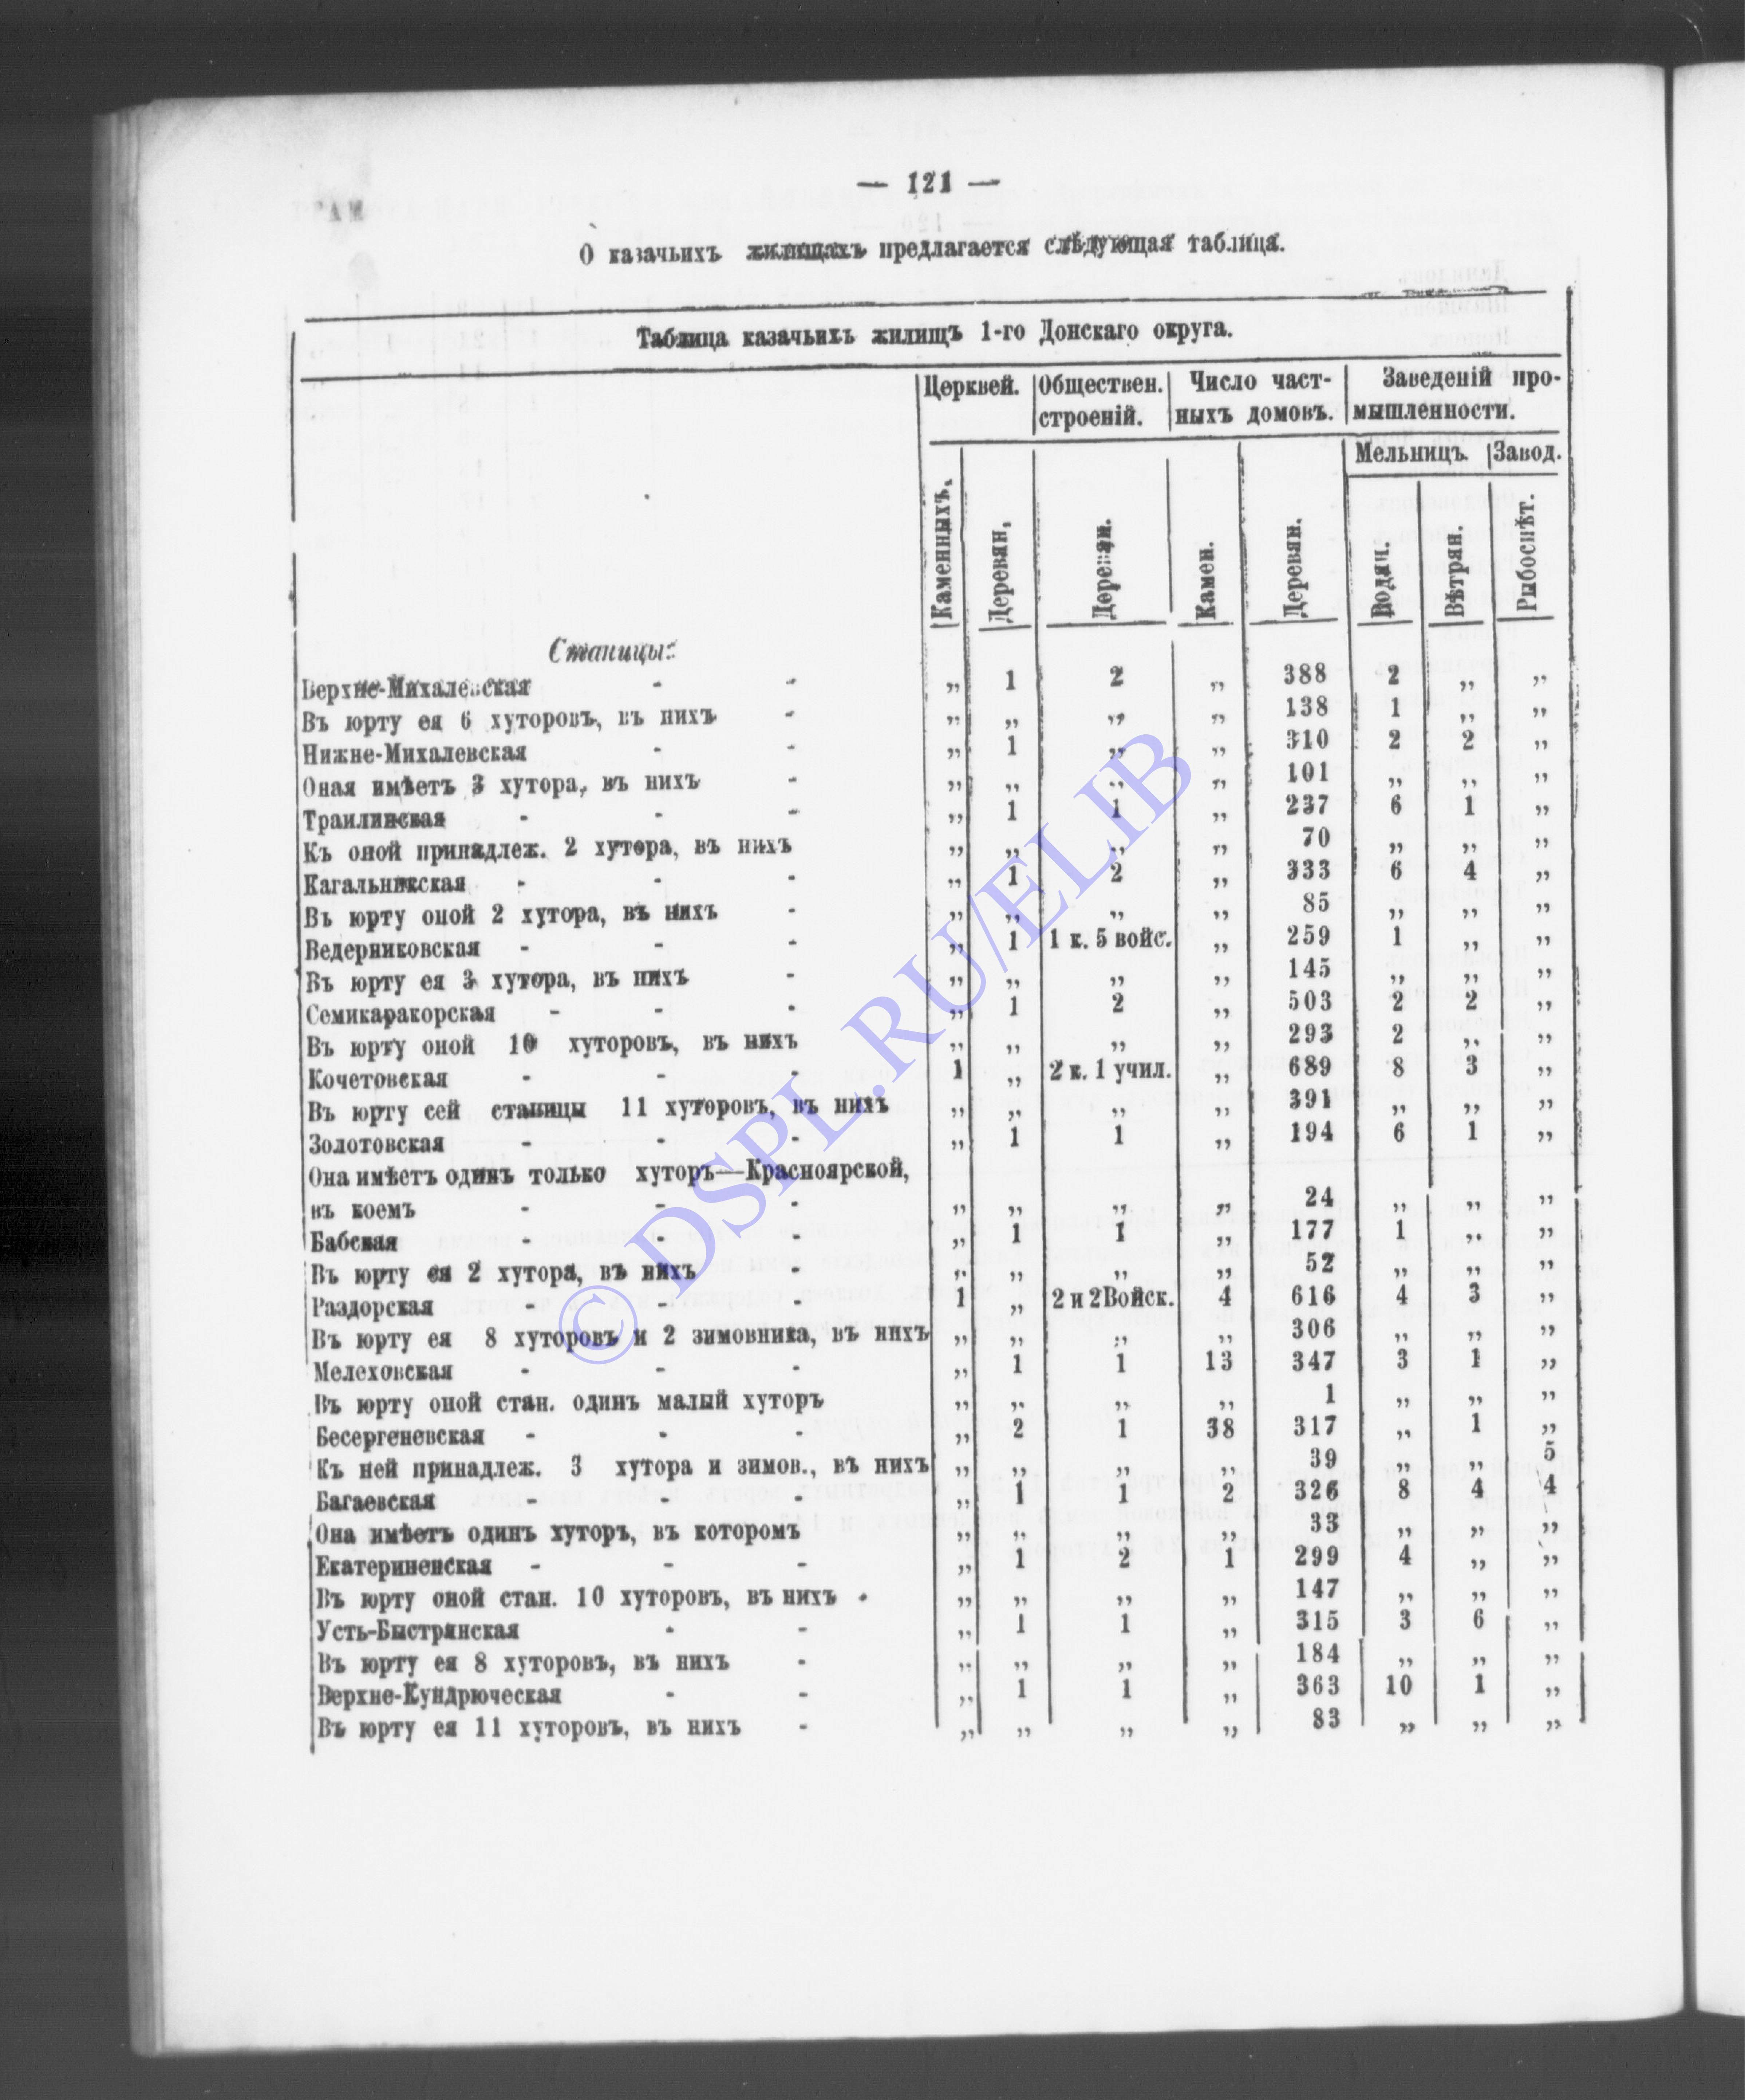 — 121 —
О казачьихъ жилищахъ предлагается слѣдующая таблица.
Таблица казачьихъ жилищъ 1-го Донскаго округа.
Церквей. Обществен. Число част- Заведеній про-
строеній. ныхъ домовъ. мышленности.
Мельницъ. Завод.
Каменныхъ. Деревян. Деревян. Камен. Деревян. Водян. Вѣтрян. Рыбоспѣт.
Станицы:
Верхне-Михалевская - - „ 1 2 „ 388 2 „ „
Въ юрту ея 6 хуторовъ, въ нихъ - „ „ „ „ 138 1 „ „
Нижне-Михалевская - - „ 1 „ „ 310 2 2 „
Оная имѣетъ 3 хутора, въ нихъ - „ „ „ „ 101 „ „ „
Траилинская - - - „ 1 1 „ 237 6 1 „
Къ оной принадлеж. 2 хутора, въ нихъ „ „ „ „ 70 „ „ „
Кагальникская - - - „ 1 2 „ 333 6 4 „
Въ юрту оной 2 хутора, въ нихъ - „ „ „ „ 85 „ „ „
Ведерниковская - - - „ 1 1 к. 5 войс. „ 259 1 „ „
Въ юрту ея 3 хутора, въ нихъ - „ „ „ „ 145 „ „ „
Семикаракорская - - - „ 1 2 „ 503 2 2 „
Въ юрту оной 10 хуторовъ, въ нихъ „ „ „ „ 293 2 „ „
Кочетовская - - - 1 „ 2 к. 1 учил. „ 689 8 3 „
Въ юрту сей станицы 11 хуторовъ, въ нихъ „ „ „ „ 391 „ „ „
Золотовская - - - „ 1 1 „ 194 6 1 „
Она имѣетъ одинъ только хуторъ—Красноярской,
въ коемъ - - - „ „ „ „ 24 „ „ „
Бабская - - - „ 1 1 „ 177 1 „ „
Въ юрту ея 2 хутора, въ нихъ - „ „ „ „ 52 „ „ „
Раздорская - - - 1 „ 2 и 2Войск. 4 616 4 3 „
Въ юрту ея 8 хуторовъ и 2 зимовника, въ нихъ „ „ „ „ 306 „ „ „
Мелеховская - - - „ 1 1 13 347 3 1 „
Въ юрту оной стан. одинъ малый хуторъ „ „ „ „ 1 „ „ „
Бесергеневская - - - „ 2 1 38 317 „ 1 „
Къ ней принадлеж. 3 хутора и зимов., въ нихъ „ „ „ „ 39 „ „ 5
Багаевская - - - „ 1 1 2 326 8 4 4
Она имѣетъ одинъ хуторъ, въ которомъ „ „ „ „ 33 „ „ „
Екатериненская - - - „ 1 2 1 299 4 „ „
Въ юрту оной стан. 10 хуторовъ, въ нихъ - „ „ „ „ 147 „ „ „
Усть-Быстрянская - - „ 1 1 „ 315 3 6 „
Въ юрту ея 8 хуторовъ, въ нихъ - „ „ „ „ 184 „ „ „
Верхне-Кундрюческая - - „ 1 1 „ 363 10 1 „
Въ юрту ея 11 хуторовъ, въ нихъ - „ „ „ „ 83 „ „ „
© DSPL.RU/ELIB